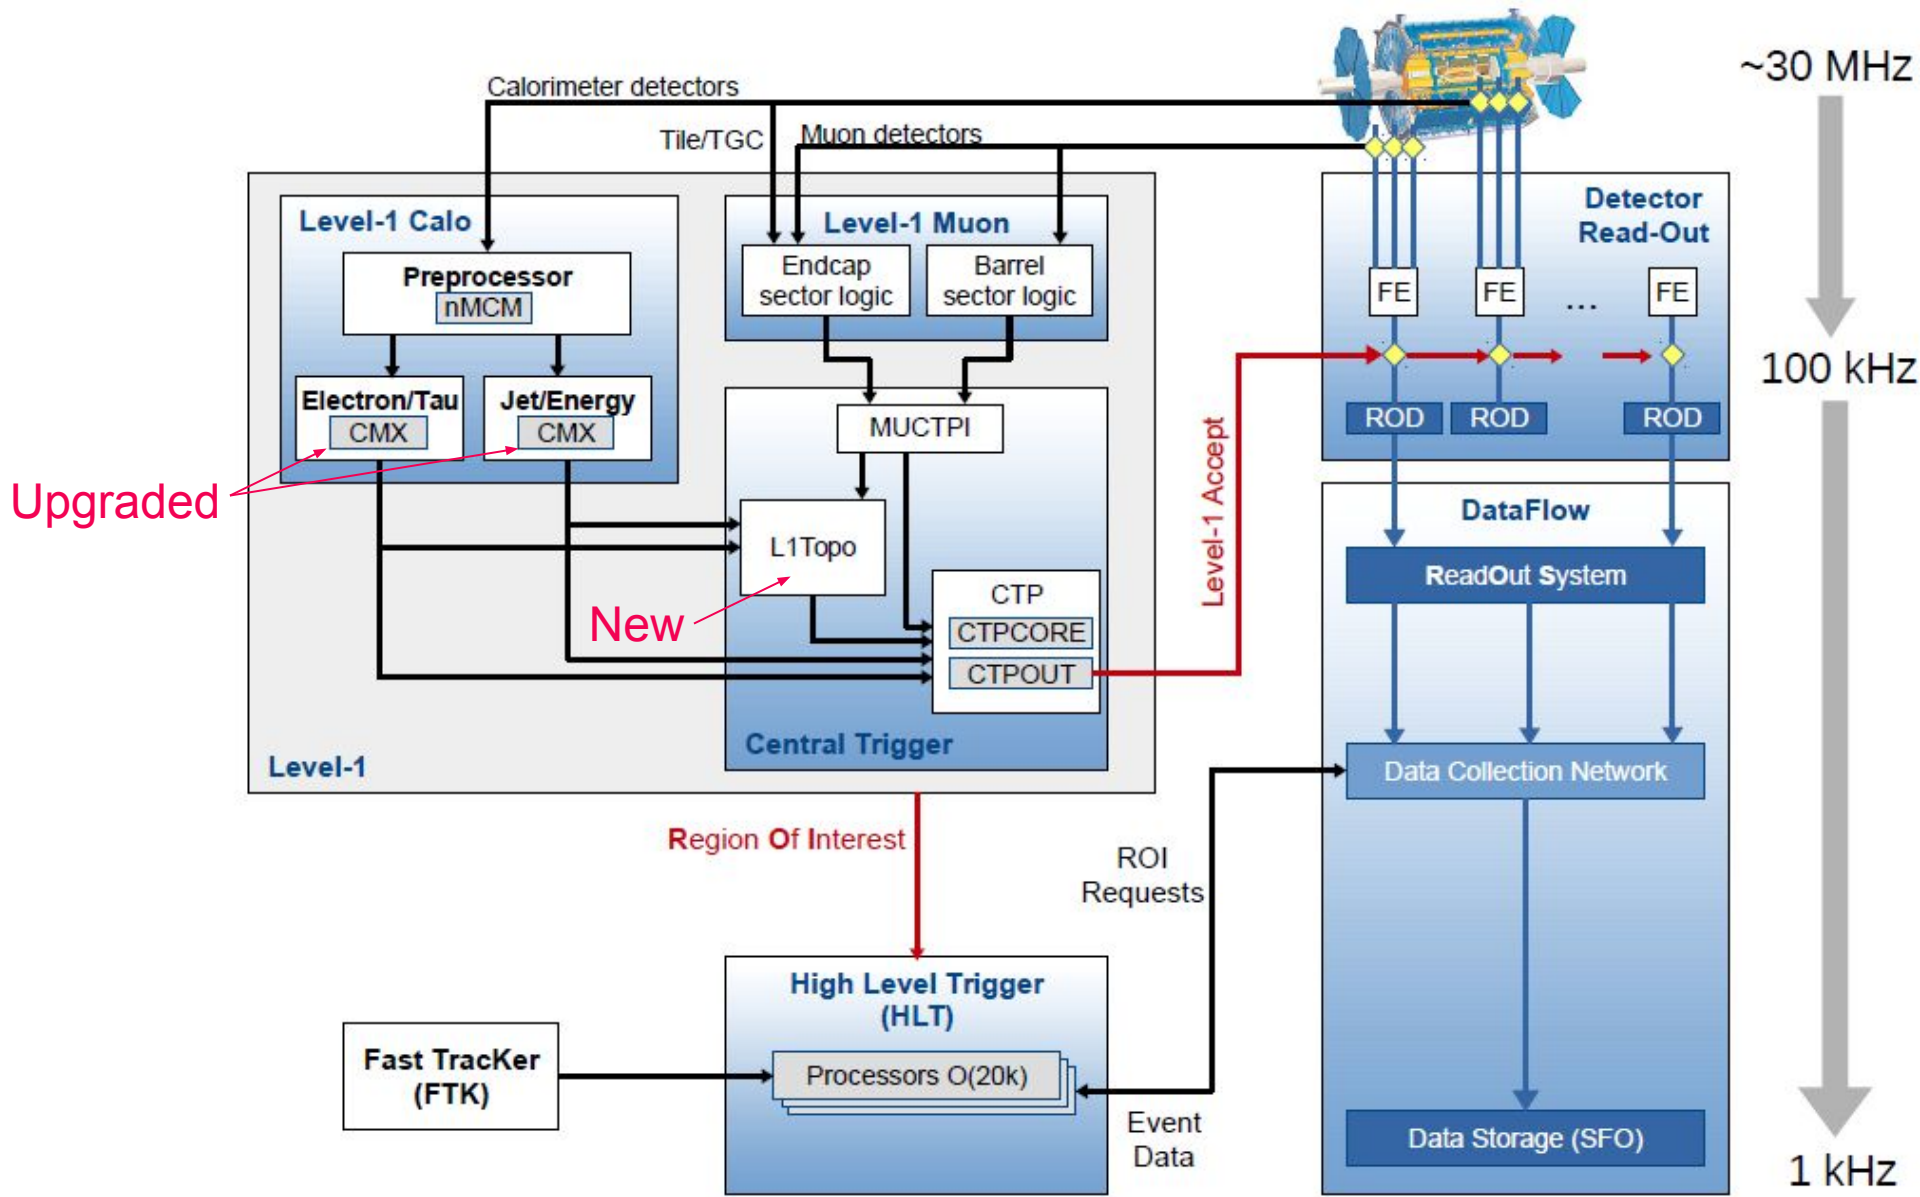 ~30 MHz
Calorimeter detectors
Tile/TGC
Muon detectors
Level-1 Calo
Level-1 Muon
Detector
Read-Out
Preprocessor
nMCM
Endcap
sector logic
Barrel
sector logic
FE
FE
...
FE
100 kHz
Electron/Tau
CMX
Jet/Energy
CMX
MUCTPI
ROD
ROD
ROD
Upgraded
Level-1 Accept
DataFlow
L1Topo
ReadOut System
New
CTP
CTPCORE
CTPOUT
Central Trigger
Level-1
Data Collection Network
Region Of Interest
ROI
Requests
High Level Trigger
(HLT)
Fast TracKer
(FTK)
Processors O(20k)
Event
Data
Data Storage (SFO)
1 kHz